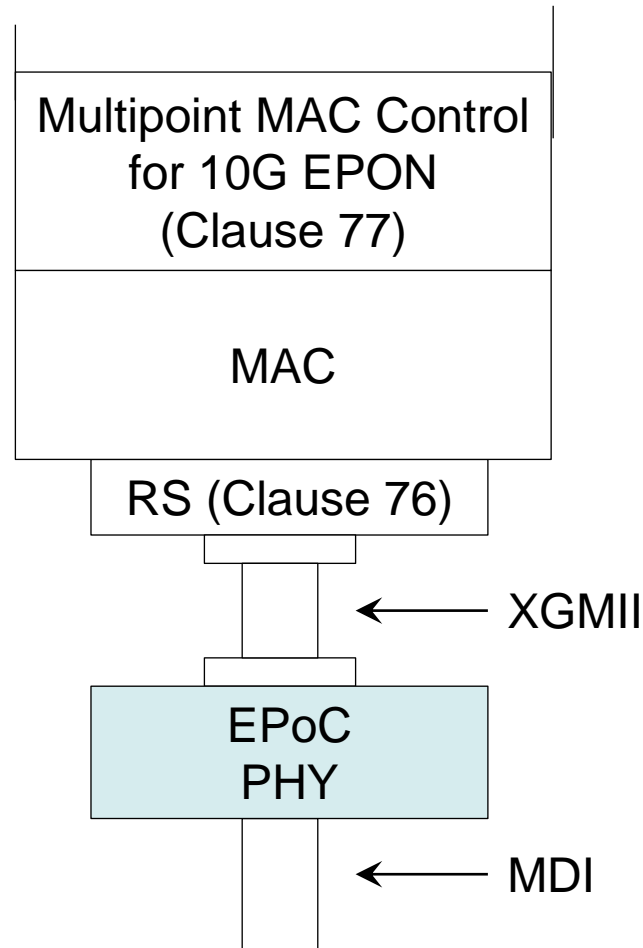 Multipoint MAC Control
for 10G EPON
(Clause 77)
MAC
RS (Clause 76)
XGMII
EPoC
PHY
MDI